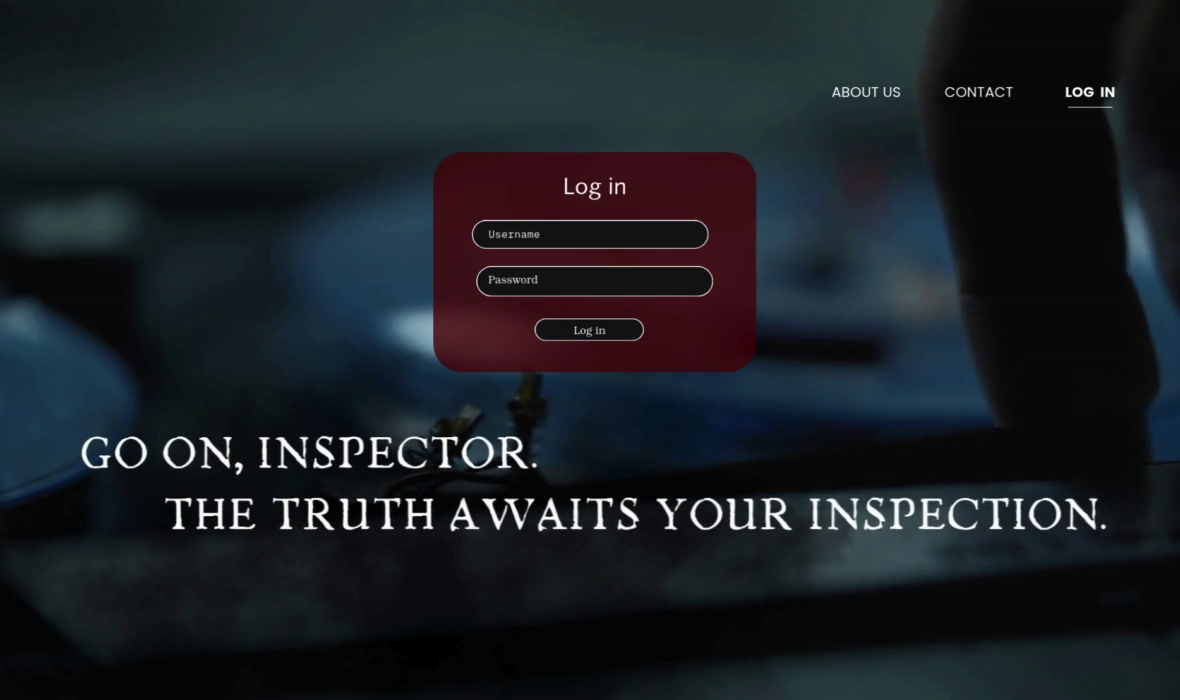 ABOUT US CONTACT LOG IN
Log in
Username
Password
Log in
GO ON, INSPECTOR.
THE TRUTH AWAITS YOUR INSPECTION.